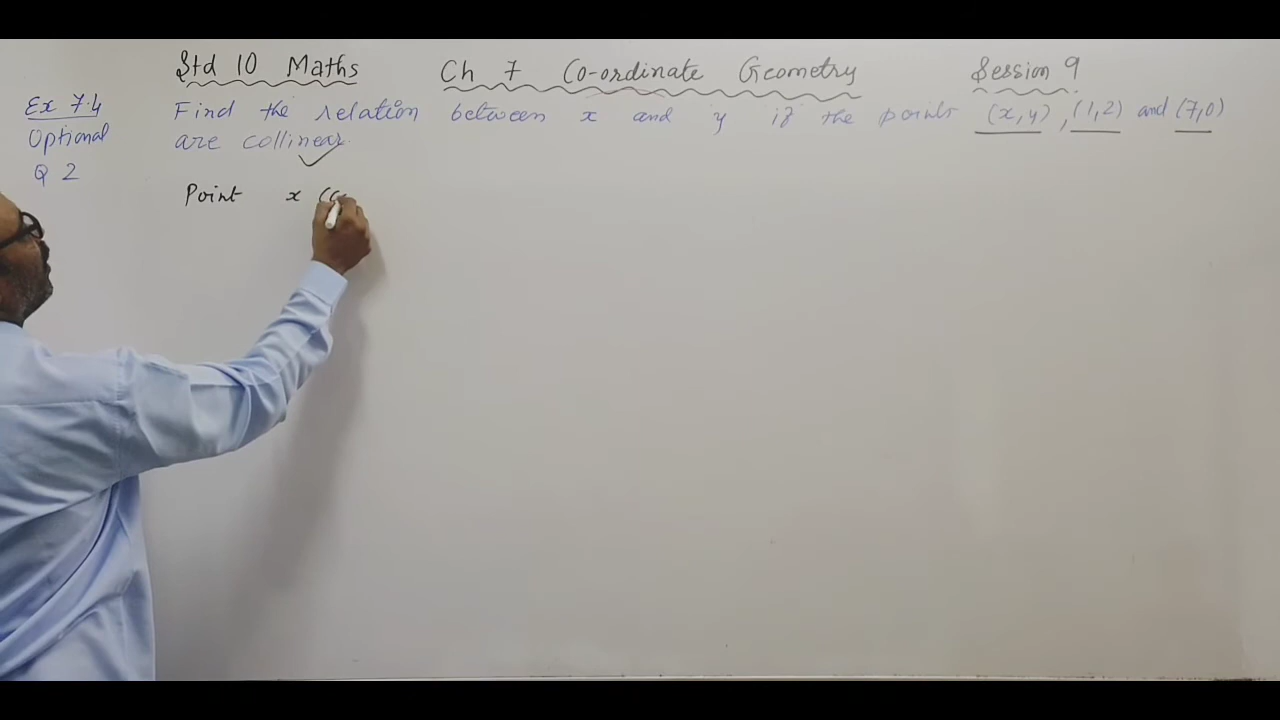 Std 10 Maths Ch 7 Co-ordinate Geometry Session 9
Ex 7.4
Optional
Q 2
Find the relation between x and y if the points (x,y), (1,2) and (7,0)
are collinear.
Point x (